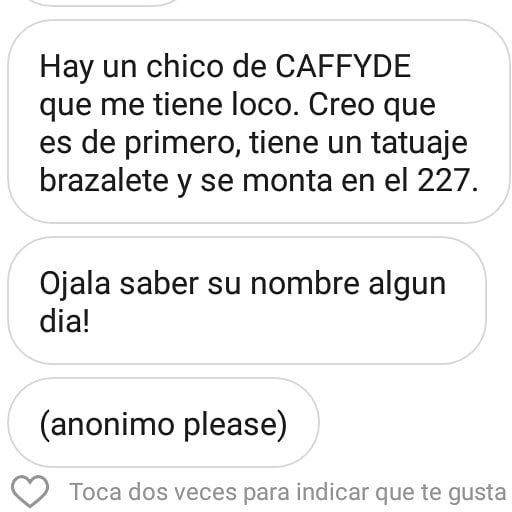 Hay un chico de CAFFYDE
que me tiene loco. Creo que
es de primero, tiene un tatuaje
brazalete y se monta en el 227.
Ojala saber su nombre algun
dia!
(anonimo please)
Toca dos veces para indicar que te gusta